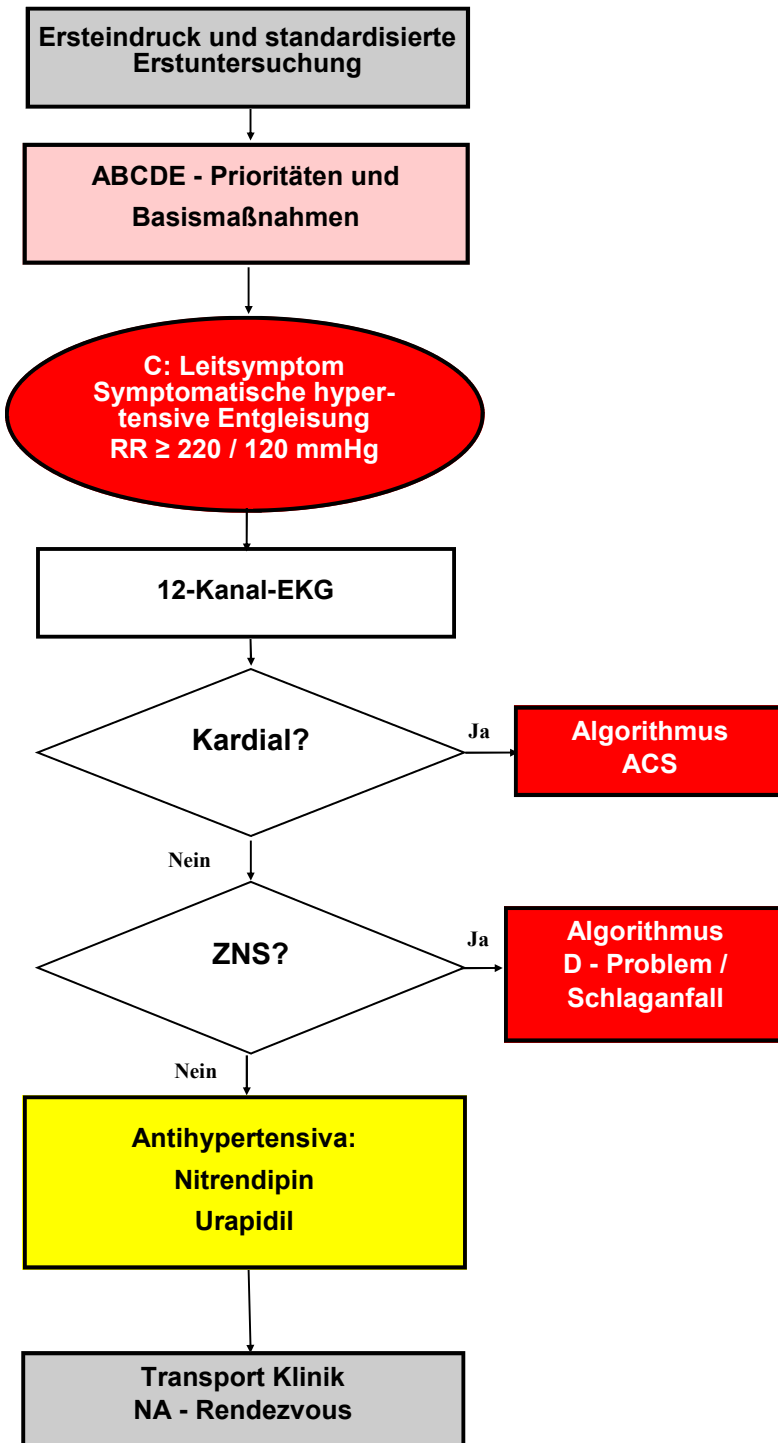 Ersteindruck und standardisierte
Erstuntersuchung
ABCDE - Prioritäten und
Basismaßnahmen
C: Leitsymptom
Symptomatische hyper-
tensive Entgleisung
RR ≥ 220 / 120 mmHg
12-Kanal-EKG
Kardial?
Ja
Algorithmus
ACS
Nein
ZNS?
Ja
Algorithmus
D - Problem /
Schlaganfall
Nein
Antihypertensiva:
Nitrendipin
Urapidil
Transport Klinik
NA - Rendezvous